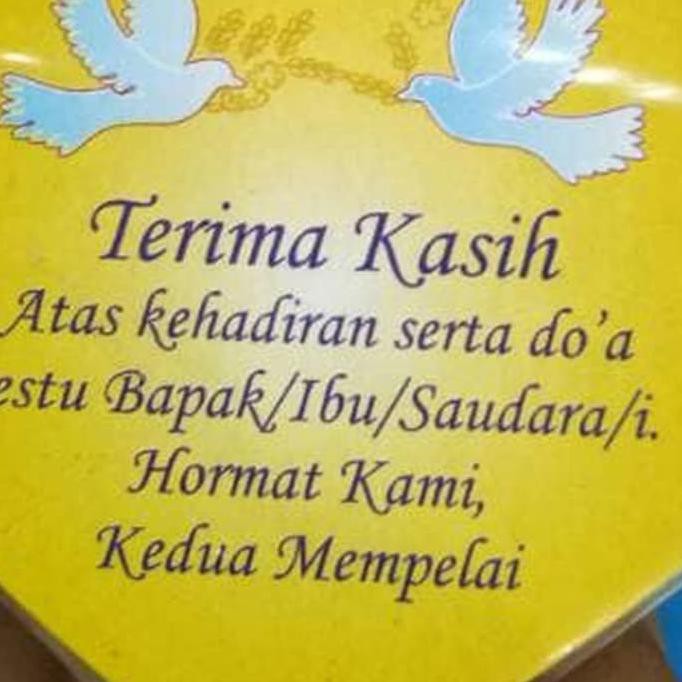 Terima Kasih
Atas kehadiran serta do'a
estu Bapak/Ibu/Saudara/i.
Hormat Kami,
Kedua Mempelai